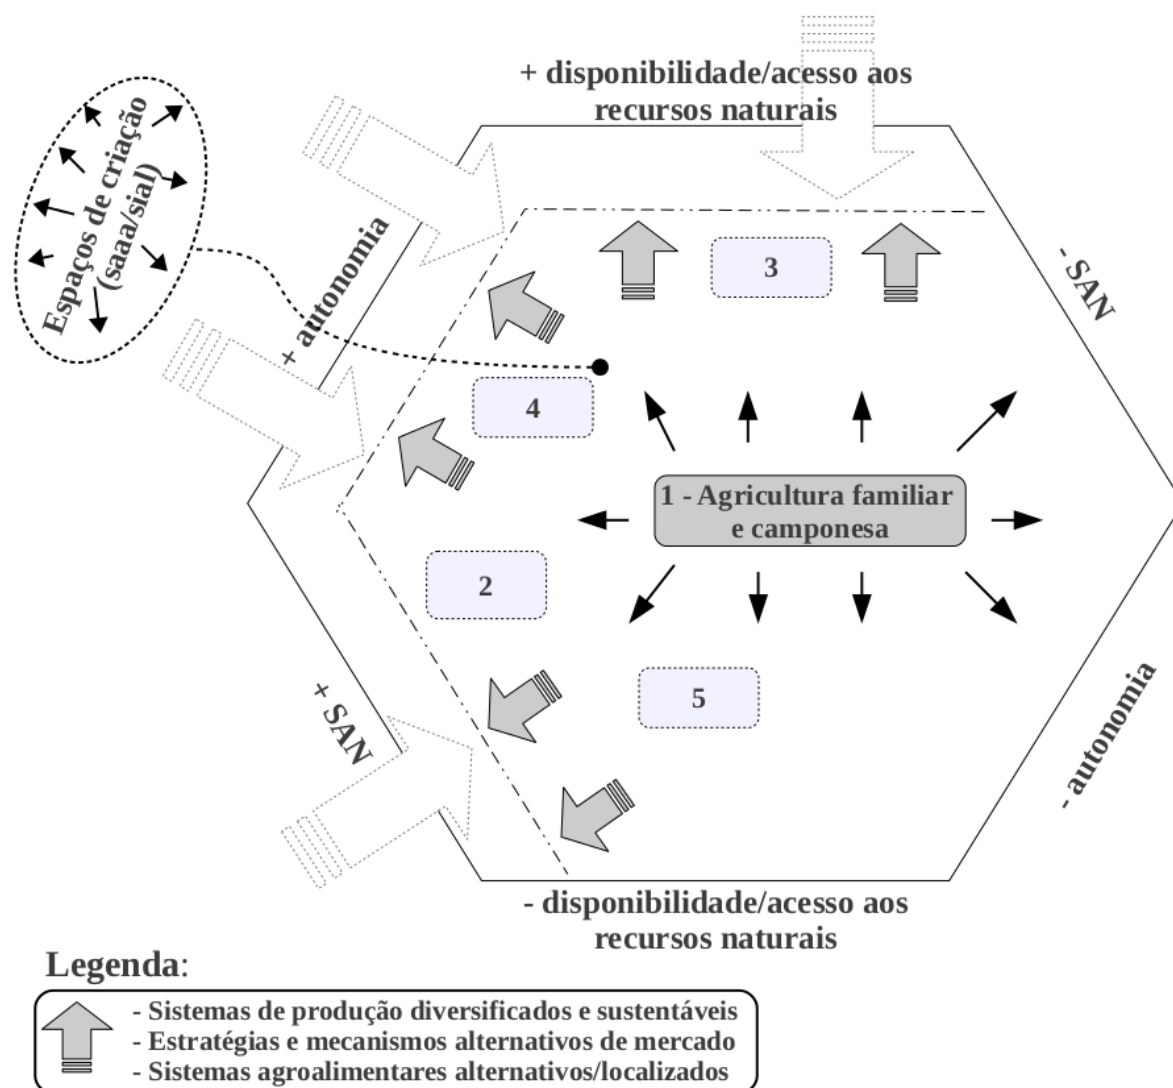 + disponibilidade/acesso aos
recursos naturais
Espaços de criação
(saaa/sial)
+ autonomia
- SAN
3
4
1 - Agricultura familiar
e camponesa
2
5
+ SAN
- autonomia
- disponibilidade/acesso aos
recursos naturais
Legenda:
- Sistemas de produção diversificados e sustentáveis
- Estratégias e mecanismos alternativos de mercado
- Sistemas agroalimentares alternativos/localizados